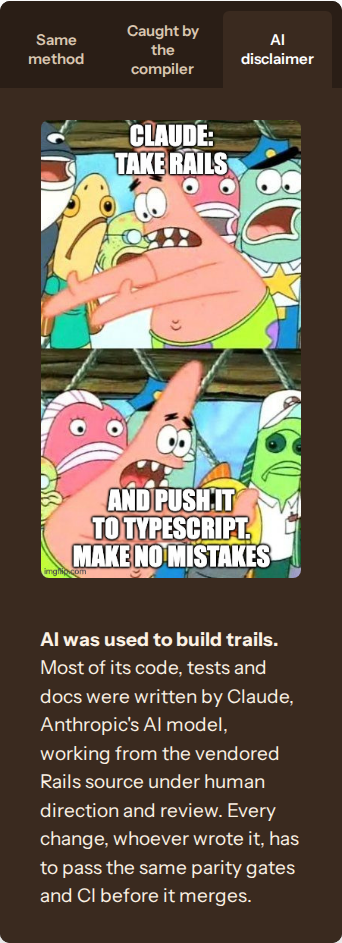 Same
method
Caught by
the
compiler
AI
disclaimer
CLAUDE:
TAKE RAILS
AND PUSH IT
TO TYPESCRIPT.
MAKE NO MISTAKES
imgflip.com
AI was used to build trails.
Most of its code, tests and
docs were written by Claude,
Anthropic's AI model,
working from the vendored
Rails source under human
direction and review. Every
change, whoever wrote it, has
to pass the same parity gates
and CI before it merges.